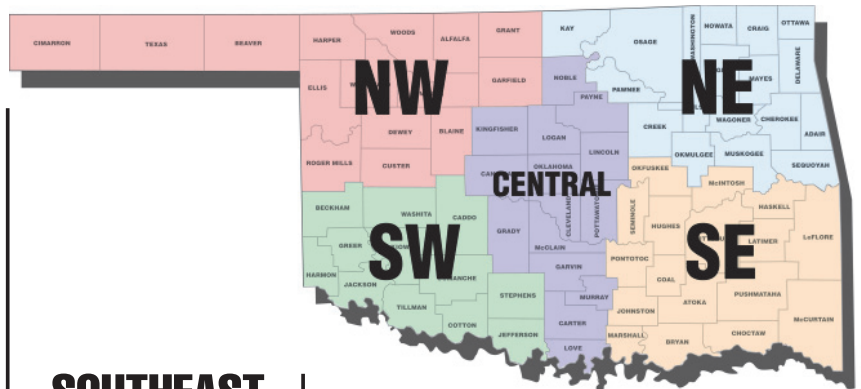 CIMARRON
TEXAS
BEAVER
HARPER
WOODS
ALFALFA
GRANT
KAY
OSAGE
WASHINGTON
NOWATA
CRAIG
OTTAWA
ELLIS
NW
GARFIELD
NOBLE
PAYNE
PAWNEE
NE
MAYES
DELAWARE
ROGER MILLS
DEWEY
CUSTER
BLAINE
KINGFISHER
LOGAN
LINCOLN
CREEK
WAGONER
CHEROKEE
ADAIR
OKMULGEE
MUSKOGEE
SEQUOYAH
OKLAHOMA
CENTRAL
OKFUSKEE
McINTOSH
BECKHAM
WASHITA
CADDO
GRADY
CLEVELAND
SEMINOLE
HUGHES
HASKELL
GREER
SW
McCLAIN
PONTOTOC
SE
LATIMER
LeFLORE
HARMON
JACKSON
GARVIN
COAL
TILLMAN
COTTON
STEPHENS
JEFFERSON
MURRAY
CARTER
LOVE
JOHNSTON
MARSHALL
ATOKA
BRYAN
PUSHMATAHA
CHOCTAW
McCURTAIN
SOUTHEAST